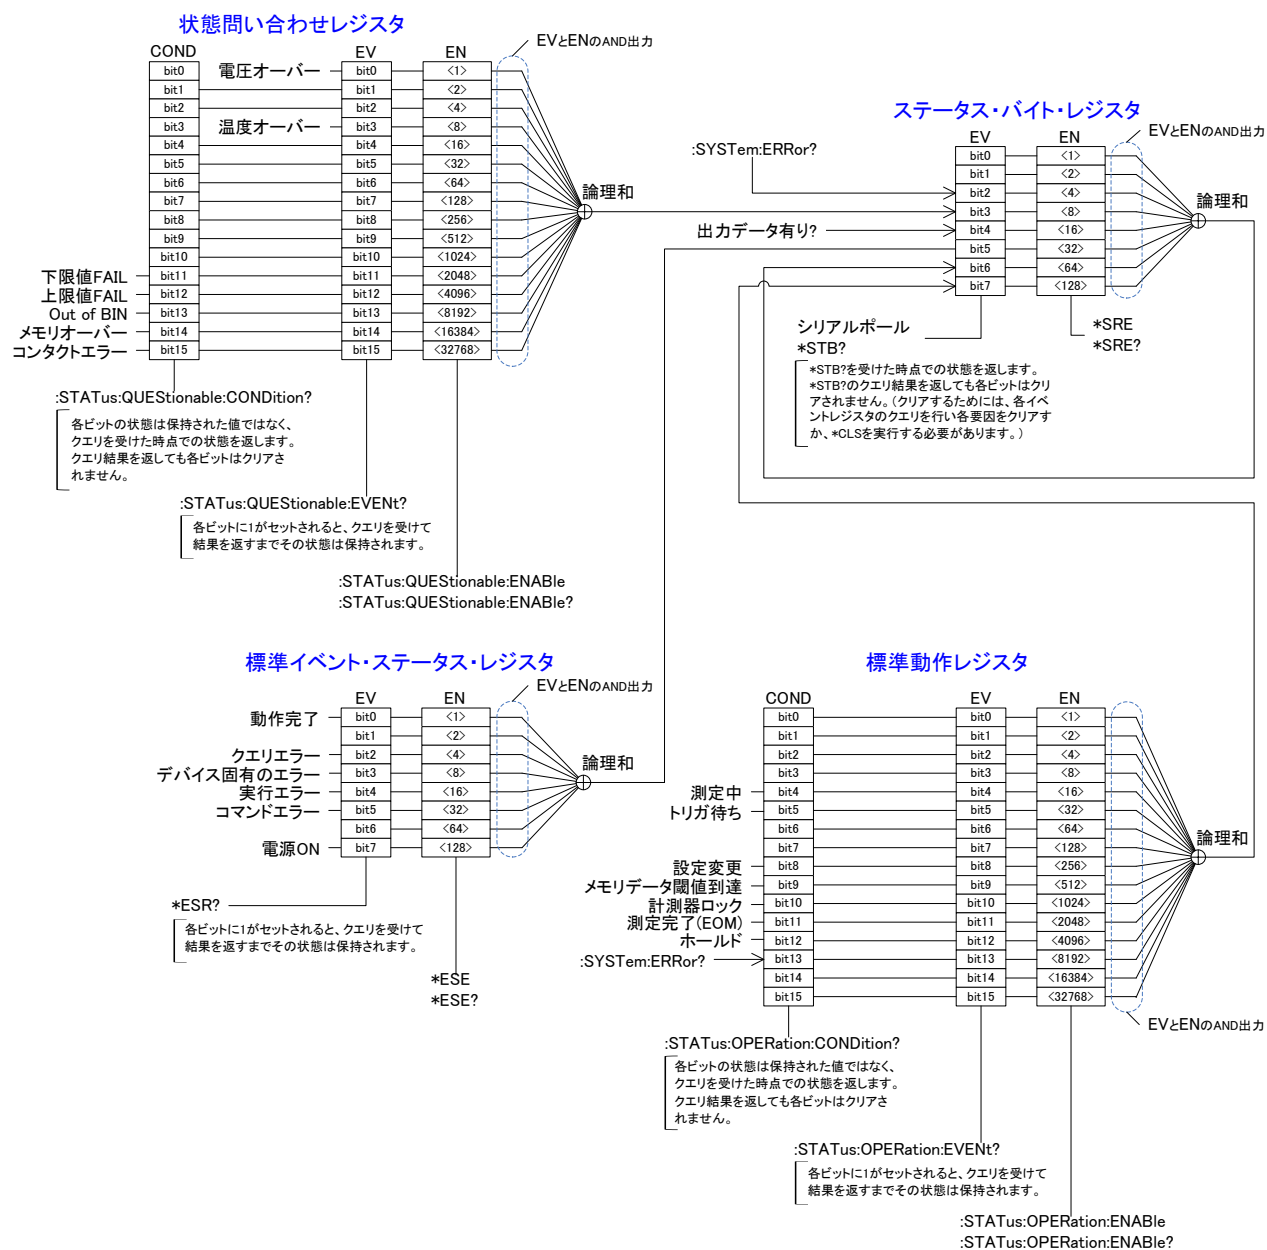 状態問い合わせレジスタ
EVとENのAND出力
COND EV EN
bit0 電圧オーバー bit0 <1>
bit1 bit1 <2>
bit2 bit2 <4>
bit3 温度オーバー bit3 <8>
bit4 bit4 <16>
bit5 bit5 <32>
bit6 bit6 <64>
bit7 bit7 <128>
bit8 bit8 <256>
bit9 bit9 <512>
bit10 bit10 <1024>
下限値FAIL bit11 bit11 <2048>
上限値FAIL bit12 bit12 <4096>
Out of BIN bit13 bit13 <8192>
メモリオーバー bit14 bit14 <16384>
コンタクトエラー bit15 bit15 <32768>
論理和
:STATus:QUEStionable:CONDition?
各ビットの状態は保持された値ではなく、
クエリを受けた時点での状態を返します。
クエリ結果を返しても各ビットはクリアさ
れません。
:STATus:QUEStionable:EVENt?
各ビットに1がセットされると、クエリを受けて
結果を返すまでその状態は保持されます。
:STATus:QUEStionable:ENABle
:STATus:QUEStionable:ENABle?
ステータス・バイト・レジスタ
EVとENのAND出力
EV EN
:SYSTem:ERRor?
bit0 <1>
bit1 <2>
bit2 <4>
bit3 <8>
出力データ有り? bit4 <16>
bit5 <32>
bit6 <64>
bit7 <128>
論理和
シリアルポール
*STB?
*SRE
*SRE?
*STB?を受けた時点での状態を返します。
*STB?のクエリ結果を返しても各ビットはクリ
アされません。(クリアするためには、各イベ
ントレジスタのクエリを行い各要因をクリアす
るか、*CLSを実行する必要があります。)
標準イベント・ステータス・レジスタ
EVとENのAND出力
EV EN
動作完了 bit0 <1>
bit1 <2>
クエリエラー bit2 <4>
デバイス固有のエラー bit3 <8>
実行エラー bit4 <16>
コマンドエラー bit5 <32>
bit6 <64>
電源ON bit7 <128>
論理和
*ESR?
各ビットに1がセットされると、クエリを受けて
結果を返すまでその状態は保持されます。
*ESE
*ESE?
標準動作レジスタ
COND EV EN
bit0 bit0 <1>
bit1 bit1 <2>
bit2 bit2 <4>
bit3 bit3 <8>
測定中 bit4 bit4 <16>
トリガ待ち bit5 bit5 <32>
bit6 bit6 <64>
bit7 bit7 <128>
設定変更 bit8 bit8 <256>
メモリデータ閾値到達 bit9 bit9 <512>
計測器ロック bit10 bit10 <1024>
測定完了(EOM) bit11 bit11 <2048>
ホールド bit12 bit12 <4096>
:SYSTem:ERRor? bit13 bit13 <8192>
bit14 bit14 <16384>
bit15 bit15 <32768>
論理和
EVとENのAND出力
:STATus:OPERation:CONDition?
各ビットの状態は保持された値ではなく、
クエリを受けた時点での状態を返します。
クエリ結果を返しても各ビットはクリアさ
れません。
:STATus:OPERation:EVENt?
各ビットに1がセットされると、クエリを受けて
結果を返すまでその状態は保持されます。
:STATus:OPERation:ENABle
:STATus:OPERation:ENABle?